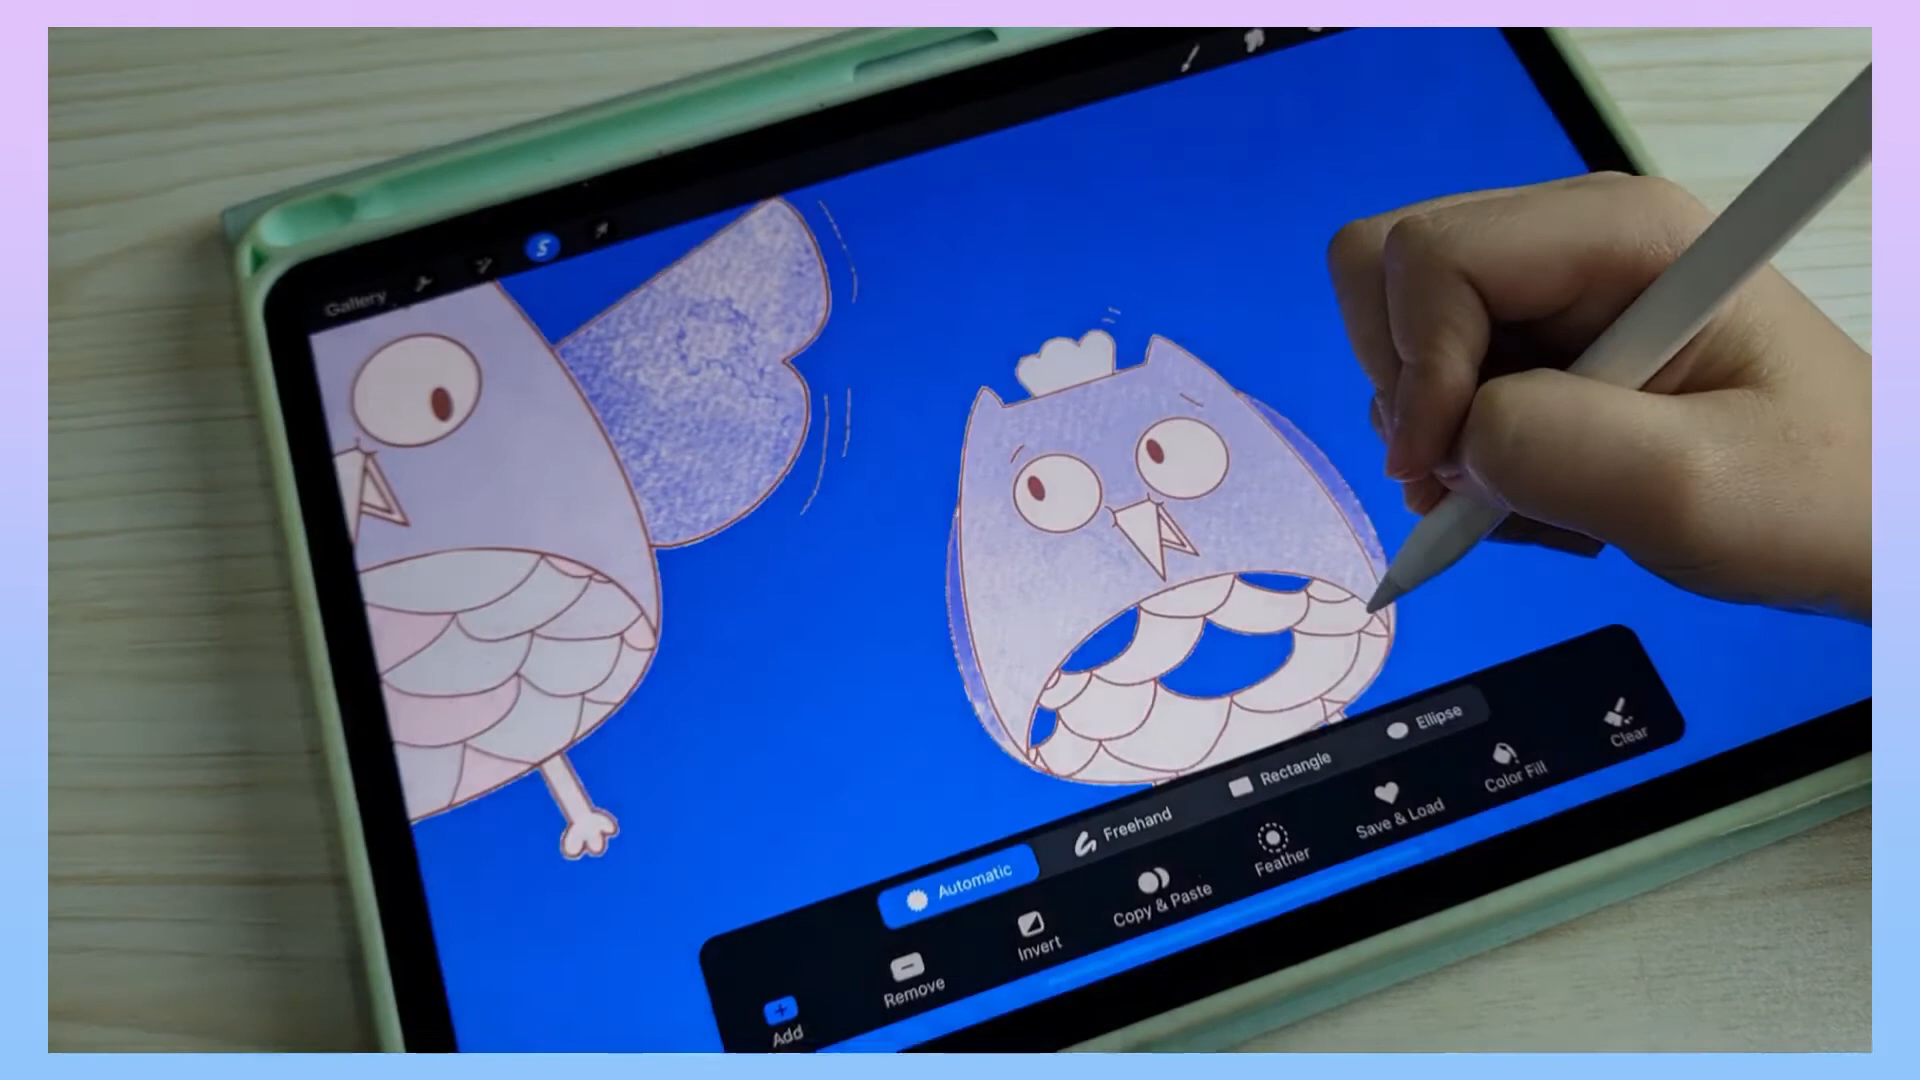 Gallery
Automatic
Freehand
Rectangle
Ellipse
Add
Remove
Invert
Copy & Paste
Feather
Save & Load
Color Fill
Clear